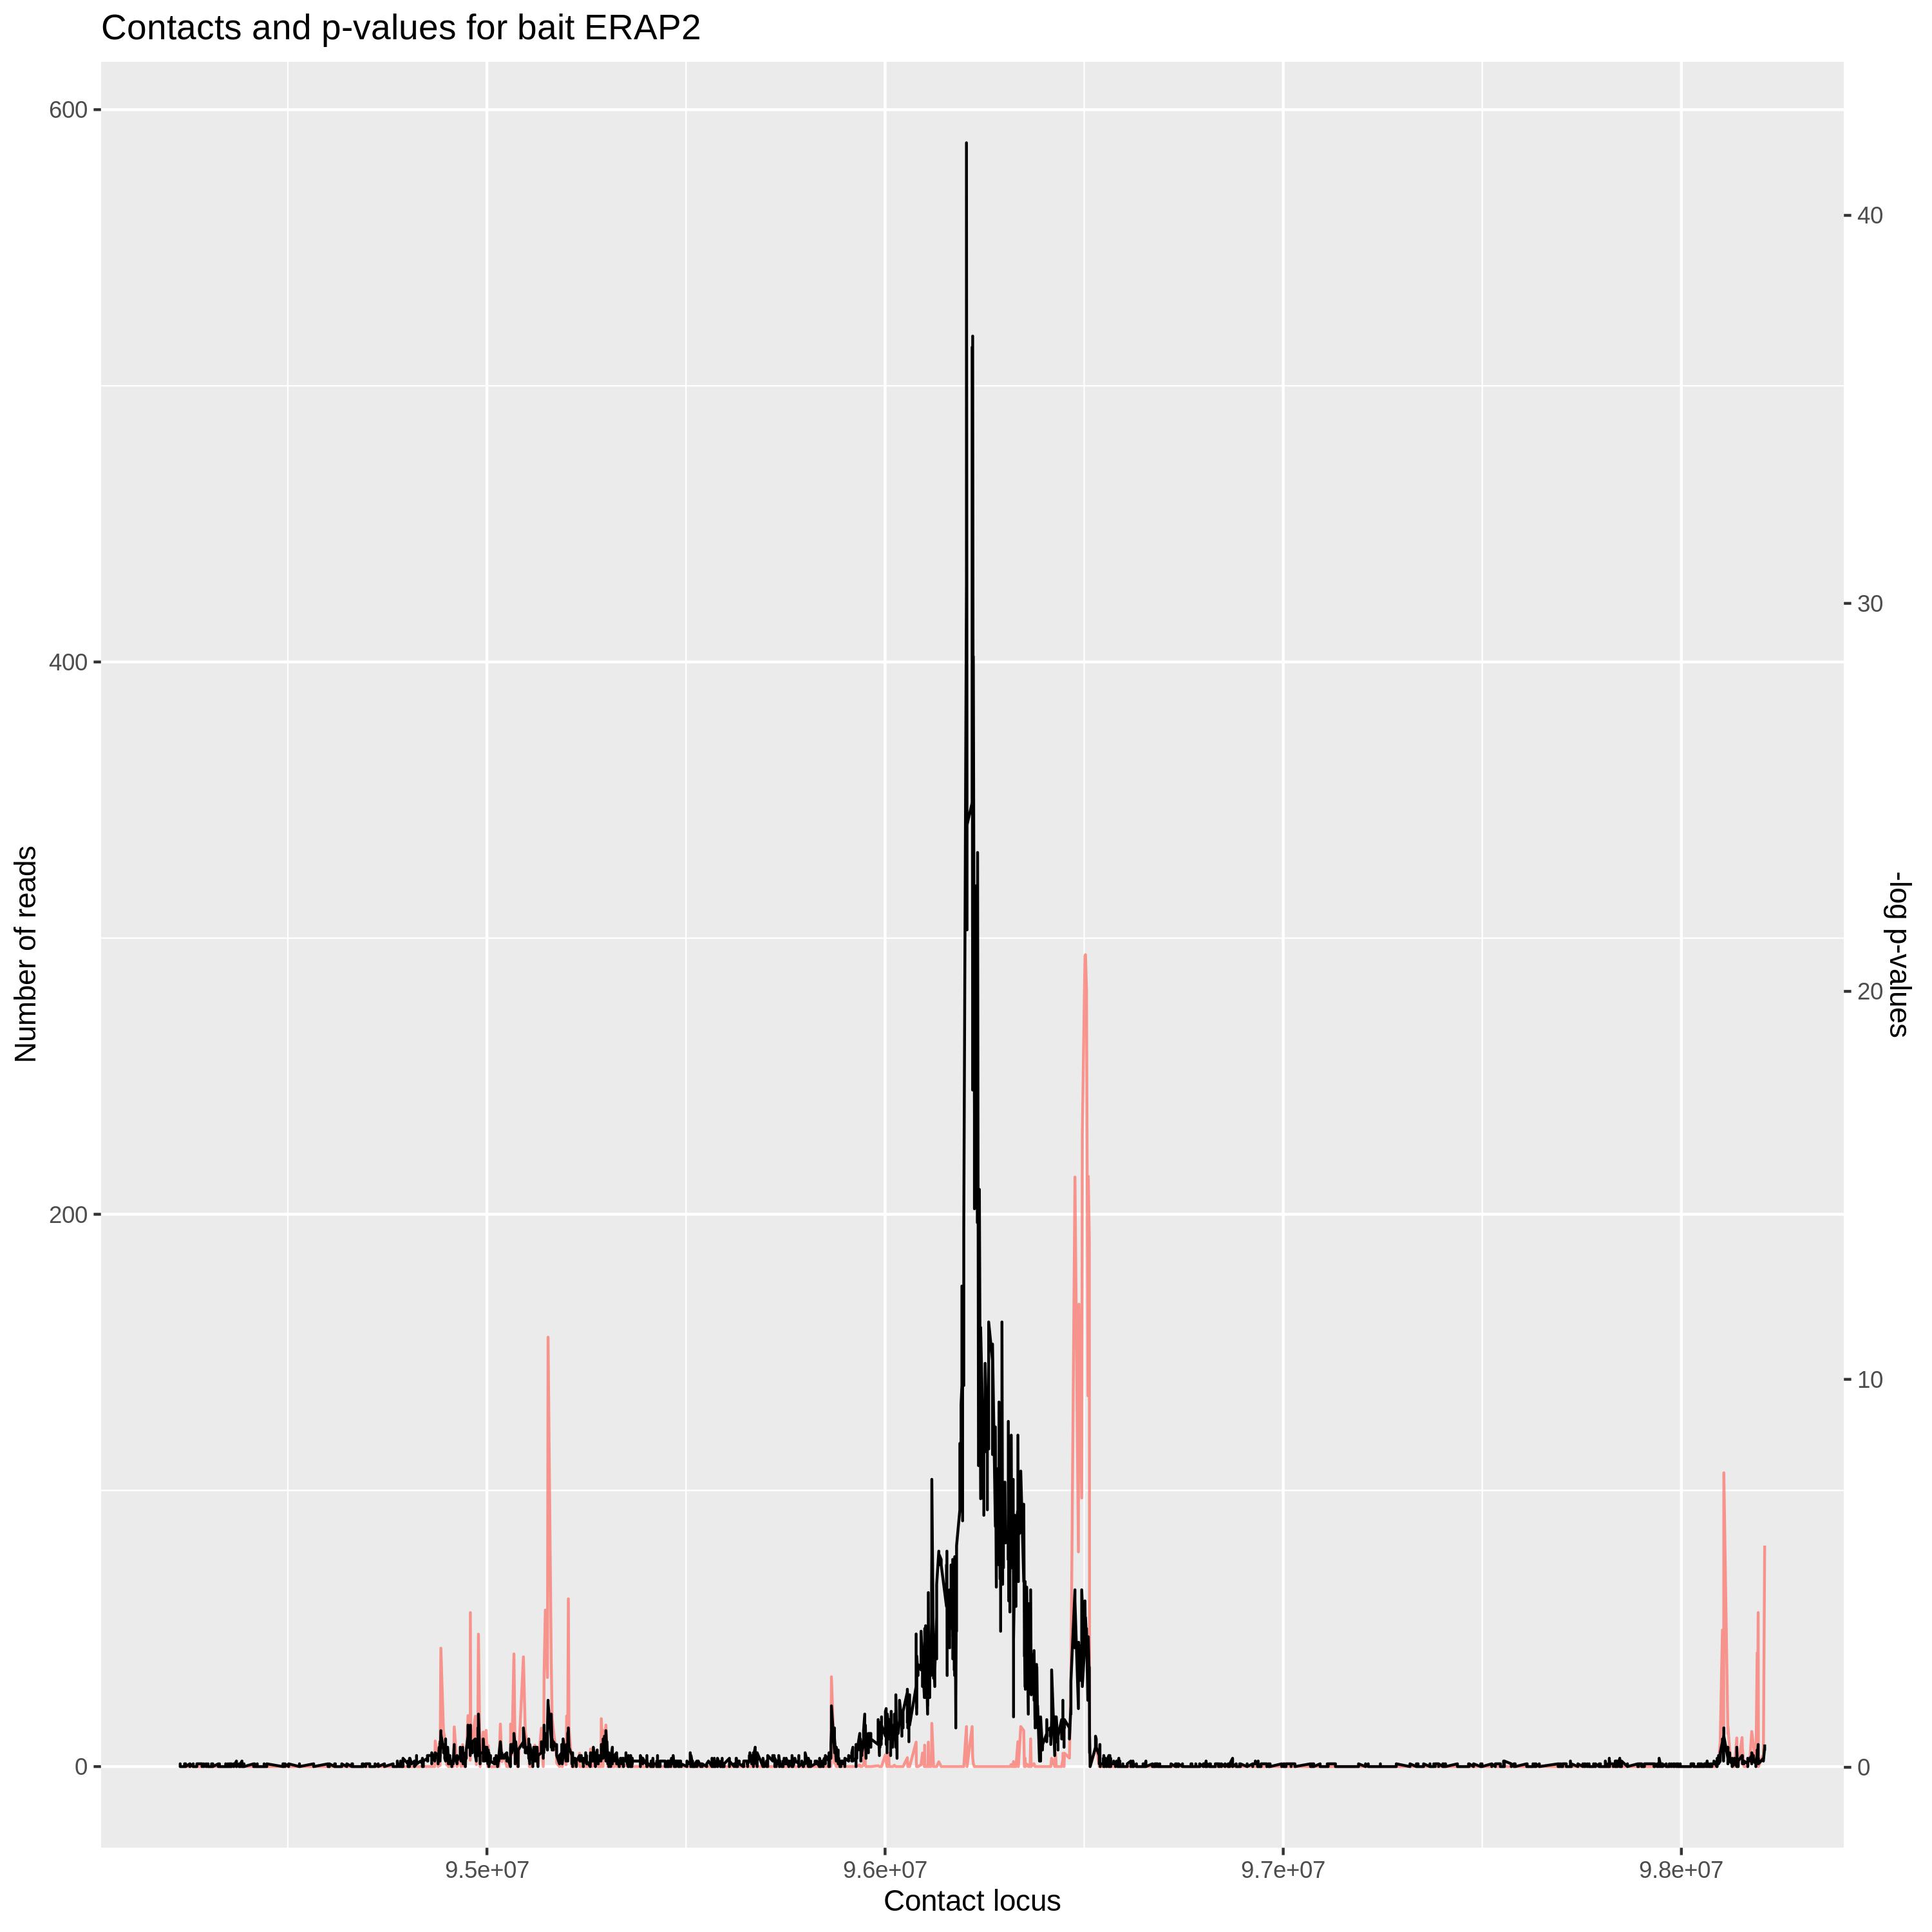 Contacts and p-values for bait ERAP2
600
400
200
0
Number of reads
40
30
20
10
0
-log p-values
9.5e+07
9.6e+07
9.7e+07
9.8e+07
Contact locus